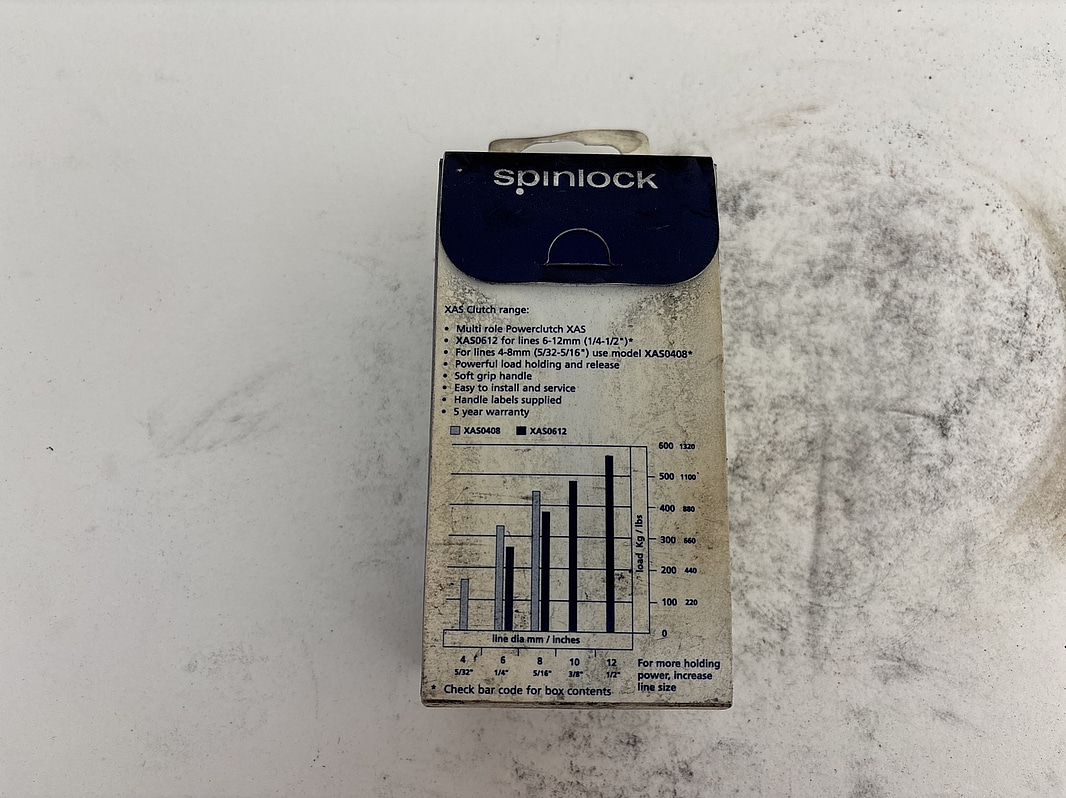 spinlock
XAS Clutch range:
• Multi role Powerclutch XAS
• XAS0612 for lines 6-12mm (1/4-1/2")*
• For lines 4-8mm (5/32-5/16") use model XAS0408*
• Powerful load holding and release
• Soft grip handle
• Easy to install and service
• Handle labels supplied
• 5 year warranty
XAS0408 XAS0612
600 1320
500 1100
400 880
300 660
200 440
100 220
0
load Kg / lbs
line dia mm / inches
4 6 8 10 12
5/32" 1/4" 5/16" 3/8" 1/2"
For more holding
power, increase
line size
* Check bar code for box contents